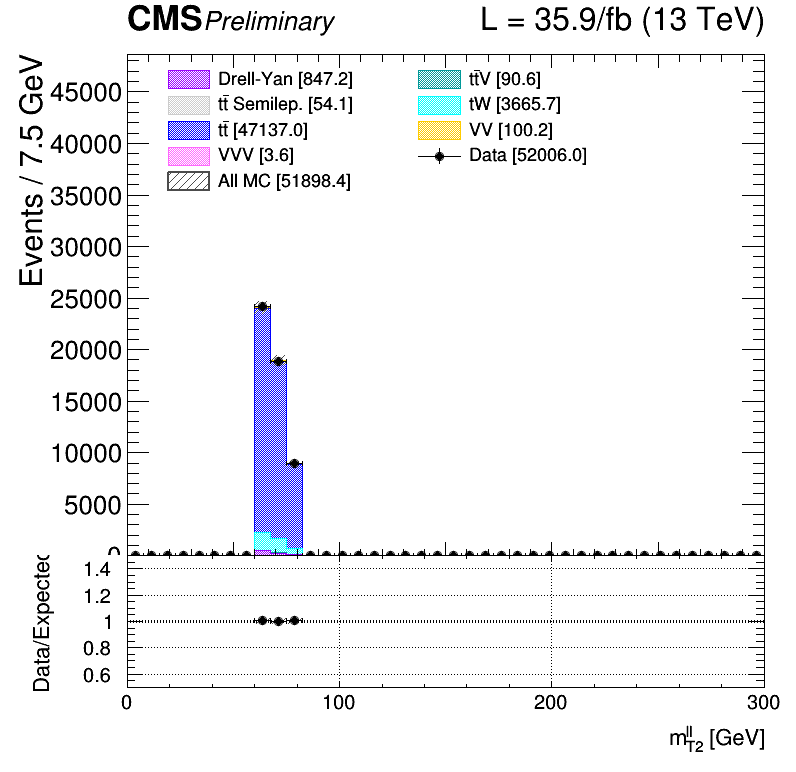 CMS Preliminary L = 35.9/fb (13 TeV)
Events / 7.5 GeV
Drell-Yan [847.2]
tt̄ Semilep. [54.1]
tt̄ [47137.0]
VVV [3.6]
All MC [51898.4]
tt̄V [90.6]
tW [3665.7]
VV [100.2]
Data [52006.0]
45000
40000
35000
30000
25000
20000
15000
10000
5000
0
Data/Expected
1.4
1.2
1
0.8
0.6
0 100 200 300
m_T2^ll [GeV]